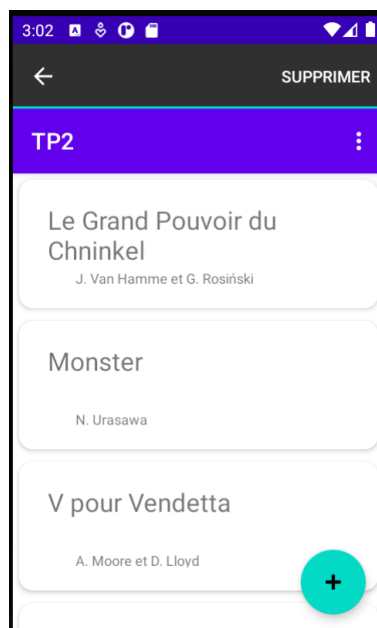 3:02
SUPPRIMER
TP2
Le Grand Pouvoir du
Chninkel
J. Van Hamme et G. Rosiński
Monster
N. Urasawa
V pour Vendetta
A. Moore et D. Lloyd
+